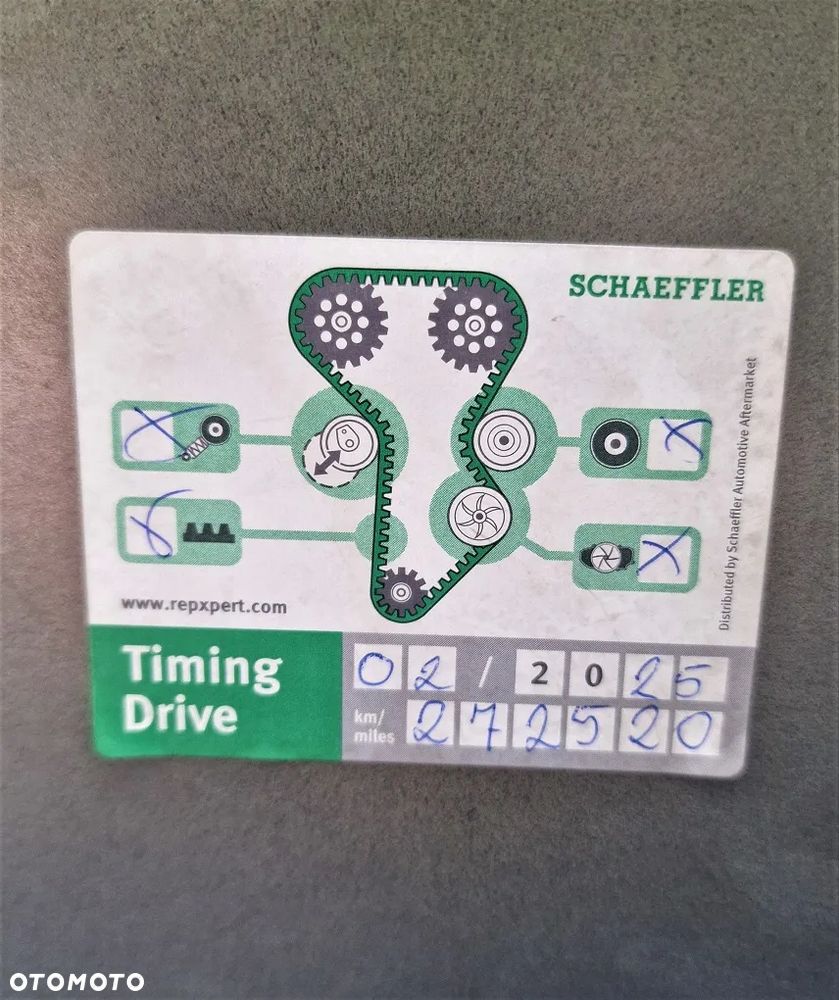 SCHAEFFLER
X
X
X
X
Distributed by Schaeffler Automotive Aftermarket
www.repxpert.com
Timing
Drive
02 / 2025
km/
miles
272520
OTOMOTO